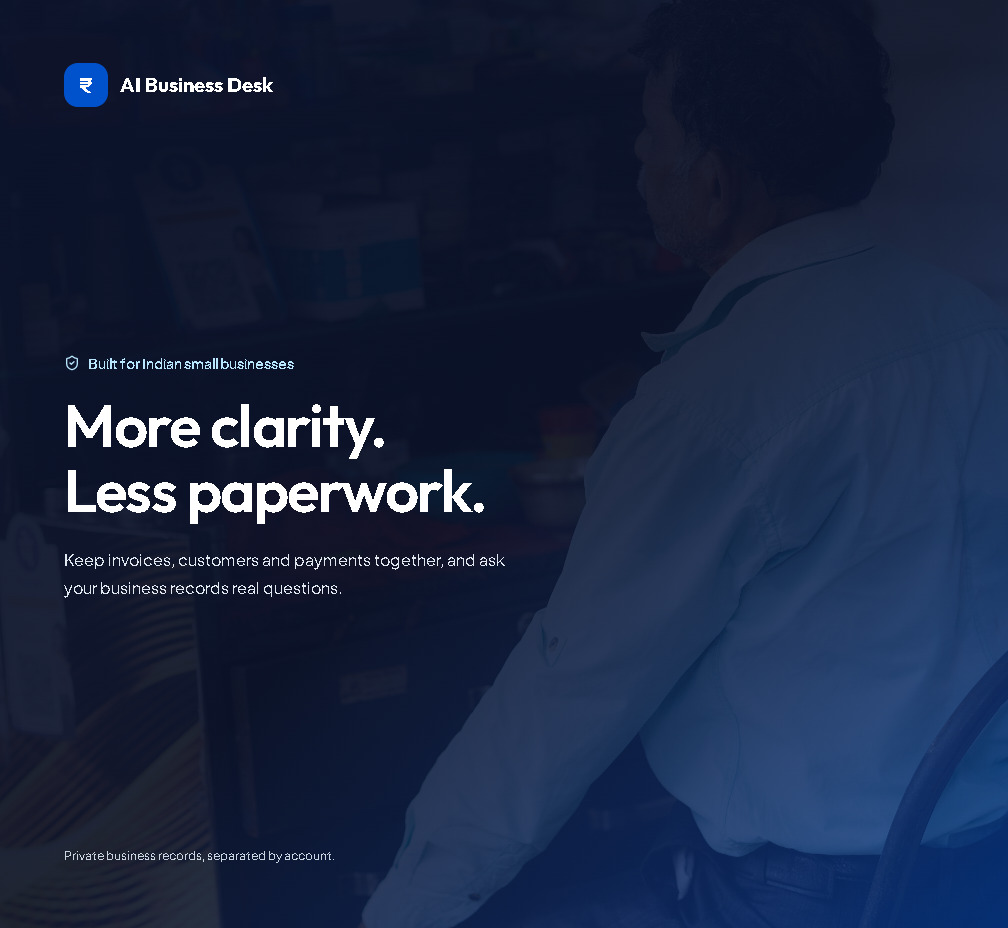 ₹
AI Business Desk
Built for Indian small businesses
More clarity.
Less paperwork.
Keep invoices, customers and payments together, and ask
your business records real questions.
Private business records, separated by account.